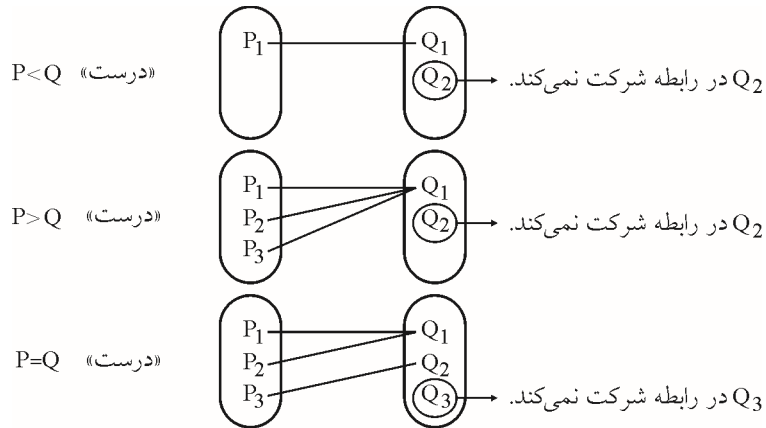 P<Q «درست» P1 Q1
Q2 Q2 در رابطه شرکت نمی‌کند.
P>Q «درست» P1 Q1
P2 Q2 Q2 در رابطه شرکت نمی‌کند.
P3
P1 Q1
P=Q «درست» P2 Q2
P3 Q3 Q3 در رابطه شرکت نمی‌کند.